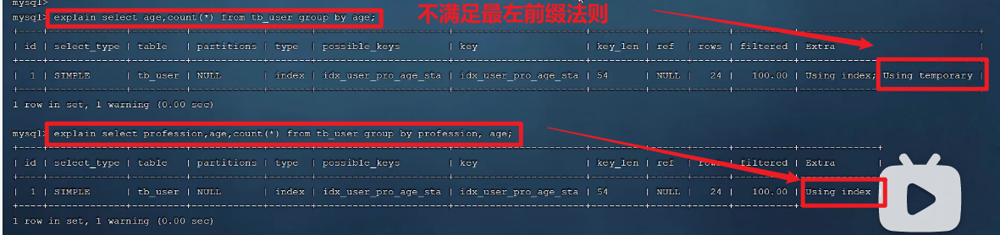 mysql>
mysql> explain select age,count(*) from tb_user group by age;
不满足最左前缀法则
| id | select_type | table | partitions | type | possible_keys | key | key_len | ref | rows | filtered | Extra |
| 1 | SIMPLE | tb_user | NULL | index | idx_user_pro_age_sta | idx_user_pro_age_sta | 54 | NULL | 24 | 100.00 | Using index; Using temporary |
1 row in set, 1 warning (0.00 sec)
mysql> explain select profession,age,count(*) from tb_user group by profession, age;
| id | select_type | table | partitions | type | possible_keys | key | key_len | ref | rows | filtered | Extra |
| 1 | SIMPLE | tb_user | NULL | index | idx_user_pro_age_sta | idx_user_pro_age_sta | 54 | NULL | 24 | 100.00 | Using index |
1 row in set, 1 warning (0.00 sec)